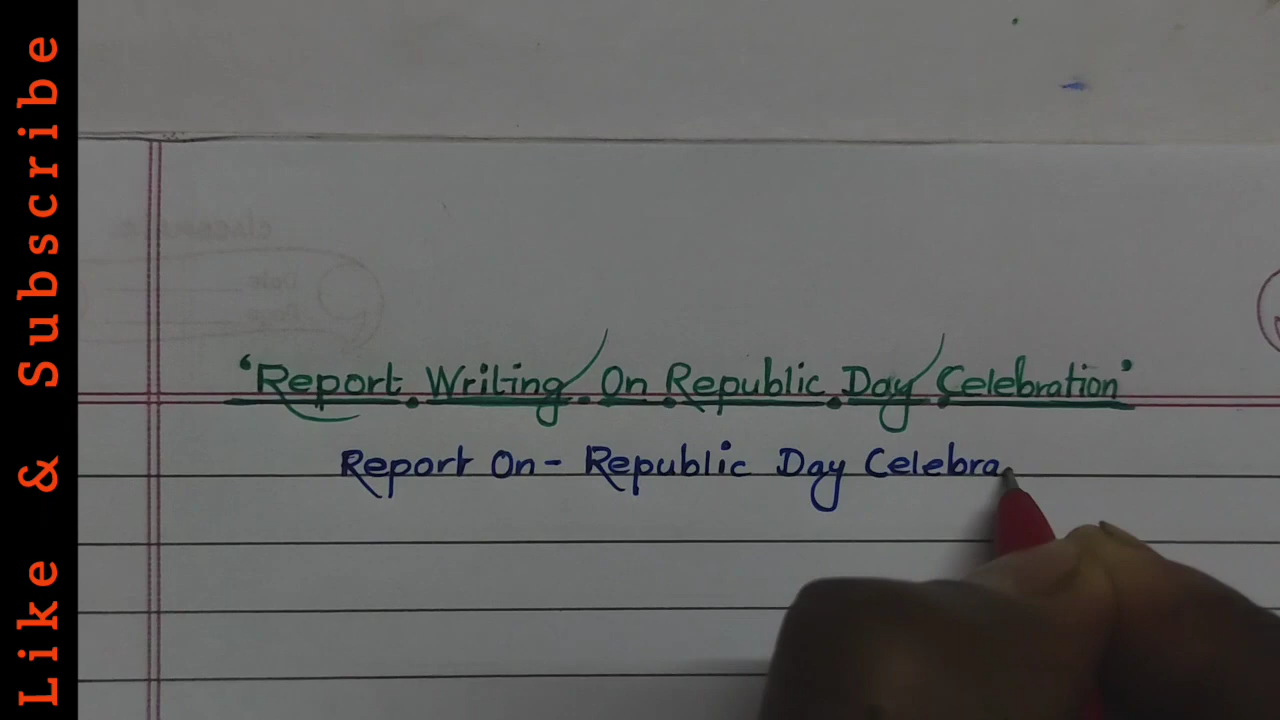 Like & Subscribe
'Report Writing On Republic Day Celebration'
Report On- Republic Day Celebra